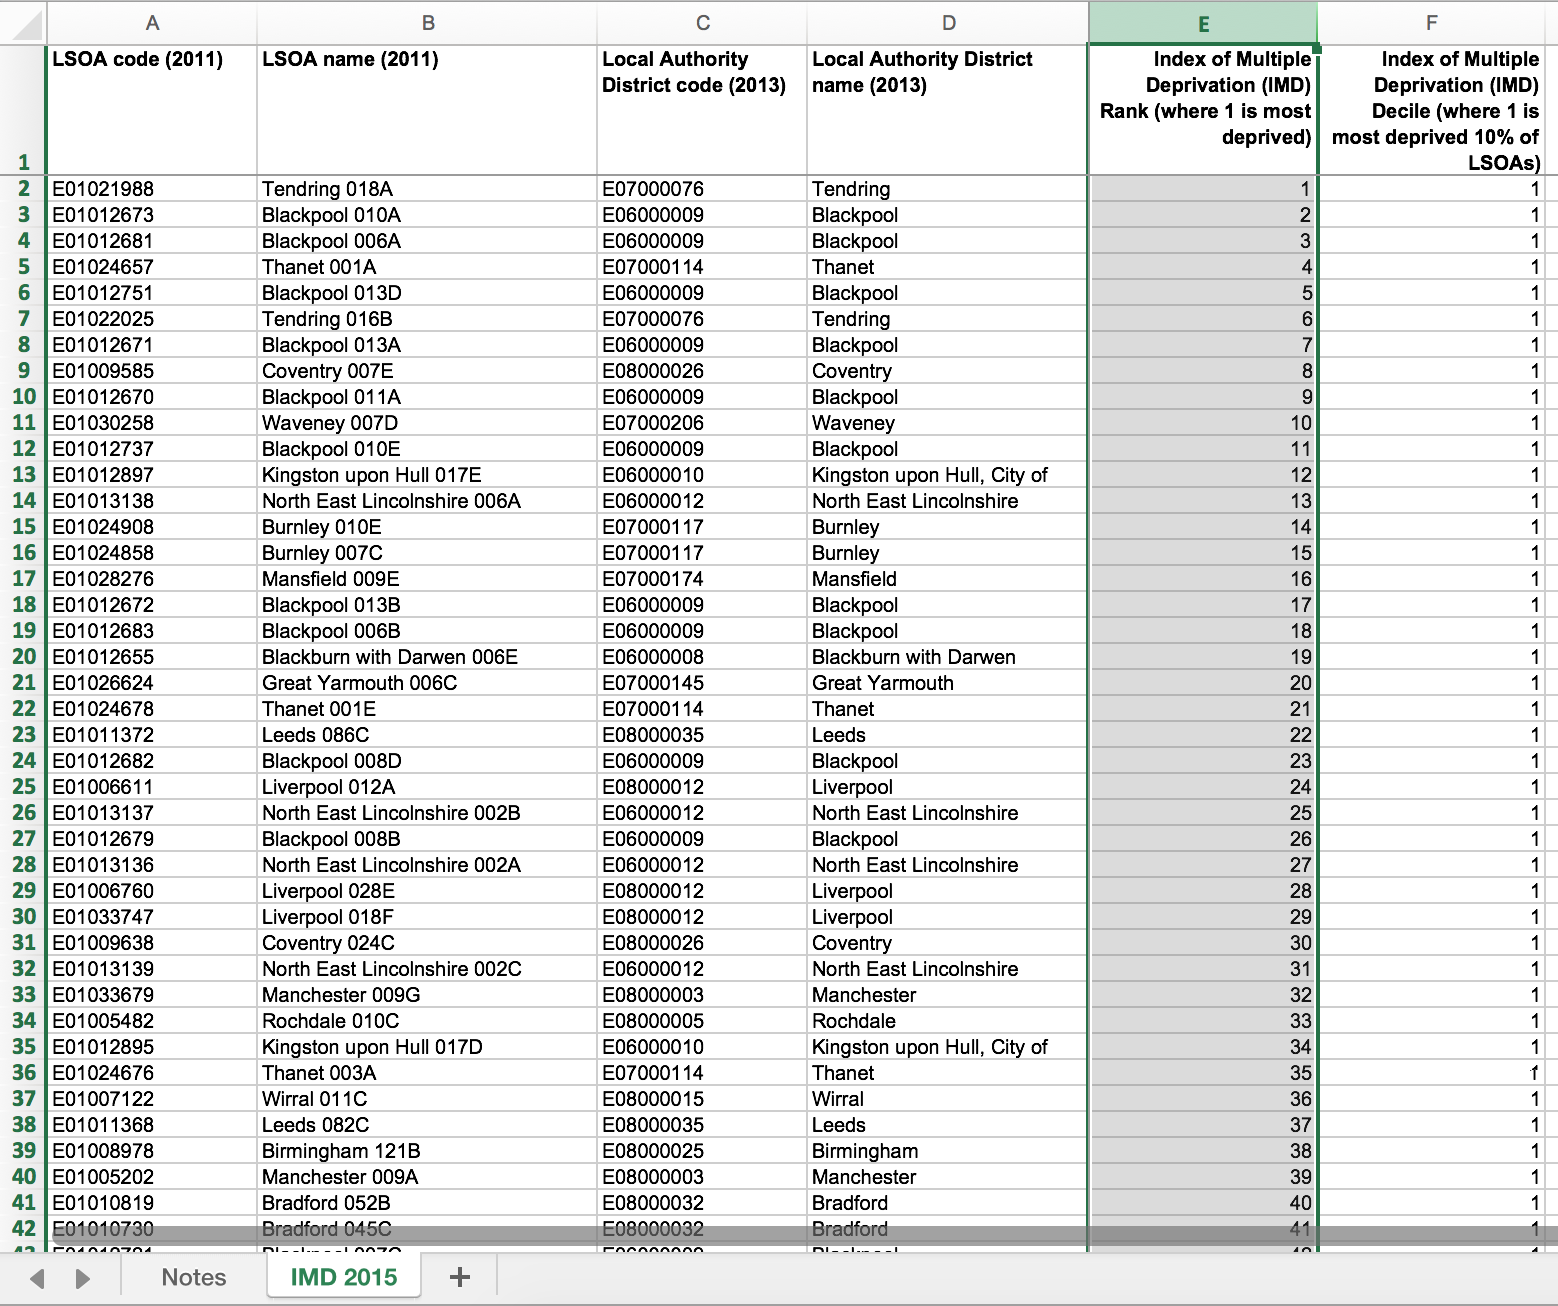 A B C D E F
LSOA code (2011) LSOA name (2011) Local Authority Index of Multiple Index of Multiple
District code (2013) Local Authority District Deprivation (IMD) Deprivation (IMD)
name (2013) Rank (where 1 is most Decile (where 1 is
deprived) most deprived 10% of
1 LSOAs)
2 E01021988 Tendring 018A E07000076 Tendring 1 1
3 E01012673 Blackpool 010A E06000009 Blackpool 2 1
4 E01012681 Blackpool 006A E06000009 Blackpool 3 1
5 E01024657 Thanet 001A E07000114 Thanet 4 1
6 E01012751 Blackpool 013D E06000009 Blackpool 5 1
7 E01022025 Tendring 016B E07000076 Tendring 6 1
8 E01012671 Blackpool 013A E06000009 Blackpool 7 1
9 E01009585 Coventry 007E E08000026 Coventry 8 1
10 E01012670 Blackpool 011A E06000009 Blackpool 9 1
11 E01030258 Waveney 007D E07000206 Waveney 10 1
12 E01012737 Blackpool 010E E06000009 Blackpool 11 1
13 E01012897 Kingston upon Hull 017E E06000010 Kingston upon Hull, City of 12 1
14 E01013138 North East Lincolnshire 006A E06000012 North East Lincolnshire 13 1
15 E01024908 Burnley 010E E07000117 Burnley 14 1
16 E01024858 Burnley 007C E07000117 Burnley 15 1
17 E01028276 Mansfield 009E E07000174 Mansfield 16 1
18 E01012672 Blackpool 013B E06000009 Blackpool 17 1
19 E01012683 Blackpool 006B E06000009 Blackpool 18 1
20 E01012655 Blackburn with Darwen 006E E06000008 Blackburn with Darwen 19 1
21 E01026624 Great Yarmouth 006C E07000145 Great Yarmouth 20 1
22 E01024678 Thanet 001E E07000114 Thanet 21 1
23 E01011372 Leeds 086C E08000035 Leeds 22 1
24 E01012682 Blackpool 008D E06000009 Blackpool 23 1
25 E01006611 Liverpool 012A E08000012 Liverpool 24 1
26 E01013137 North East Lincolnshire 002B E06000012 North East Lincolnshire 25 1
27 E01012679 Blackpool 008B E06000009 Blackpool 26 1
28 E01013136 North East Lincolnshire 002A E06000012 North East Lincolnshire 27 1
29 E01006760 Liverpool 028E E08000012 Liverpool 28 1
30 E01033747 Liverpool 018F E08000012 Liverpool 29 1
31 E01009638 Coventry 024C E08000026 Coventry 30 1
32 E01013139 North East Lincolnshire 002C E06000012 North East Lincolnshire 31 1
33 E01033679 Manchester 009G E08000003 Manchester 32 1
34 E01005482 Rochdale 010C E08000005 Rochdale 33 1
35 E01012895 Kingston upon Hull 017D E06000010 Kingston upon Hull, City of 34 1
36 E01024676 Thanet 003A E07000114 Thanet 35 1
37 E01007122 Wirral 011C E08000015 Wirral 36 1
38 E01011368 Leeds 082C E08000035 Leeds 37 1
39 E01008978 Birmingham 121B E08000025 Birmingham 38 1
40 E01005202 Manchester 009A E08000003 Manchester 39 1
41 E01010819 Bradford 052B E08000032 Bradford 40 1
42 E01010730 Bradford 045C E08000032 Bradford 41 1
Notes IMD 2015 +